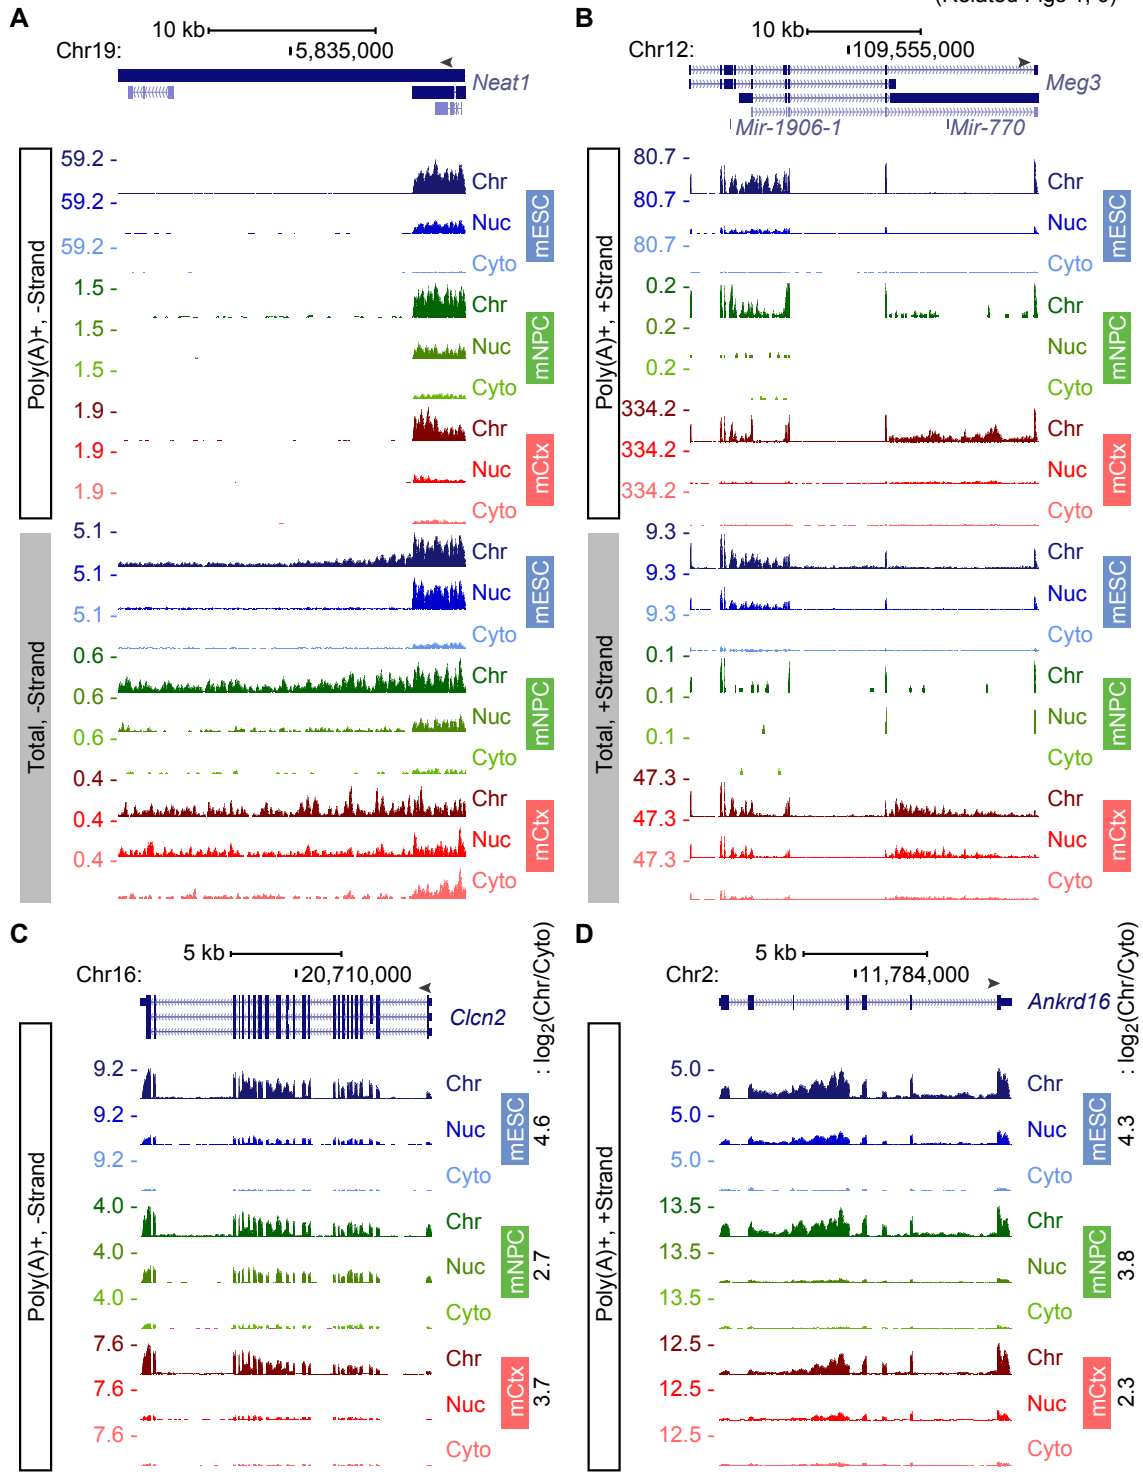 (Related Figs 1, 6)
A
10 kb
Chr19:
5,835,000
Neat1
Poly(A)+, -Strand
59.2 -
Chr
59.2 -
Nuc
59.2 -
Cyto
mESC
1.5 -
Chr
1.5 -
Nuc
1.5 -
Cyto
mNPC
1.9 -
Chr
1.9 -
Nuc
1.9 -
Cyto
mCtx
Total, -Strand
5.1 -
Chr
5.1 -
Nuc
5.1 -
Cyto
mESC
0.6 -
Chr
0.6 -
Nuc
0.6 -
Cyto
mNPC
0.4 -
Chr
0.4 -
Nuc
0.4 -
Cyto
mCtx
B
10 kb
Chr12:
109,555,000
Meg3
Mir-1906-1
Mir-770
Poly(A)+, +Strand
80.7 -
Chr
80.7 -
Nuc
80.7 -
Cyto
mESC
0.2 -
Chr
0.2 -
Nuc
0.2 -
Cyto
mNPC
334.2 -
Chr
334.2 -
Nuc
334.2 -
Cyto
mCtx
Total, +Strand
9.3 -
Chr
9.3 -
Nuc
9.3 -
Cyto
mESC
0.1 -
Chr
0.1 -
Nuc
0.1 -
Cyto
mNPC
47.3 -
Chr
47.3 -
Nuc
47.3 -
Cyto
mCtx
C
5 kb
Chr16:
20,710,000
Clcn2
: log2(Chr/Cyto)
Poly(A)+, -Strand
9.2 -
Chr
9.2 -
Nuc
9.2 -
Cyto
mESC
4.6
4.0 -
Chr
4.0 -
Nuc
4.0 -
Cyto
mNPC
2.7
7.6 -
Chr
7.6 -
Nuc
7.6 -
Cyto
mCtx
3.7
D
5 kb
Chr2:
11,784,000
Ankrd16
: log2(Chr/Cyto)
Poly(A)+, +Strand
5.0 -
Chr
5.0 -
Nuc
5.0 -
Cyto
mESC
4.3
13.5 -
Chr
13.5 -
Nuc
13.5 -
Cyto
mNPC
3.8
12.5 -
Chr
12.5 -
Nuc
12.5 -
Cyto
mCtx
2.3